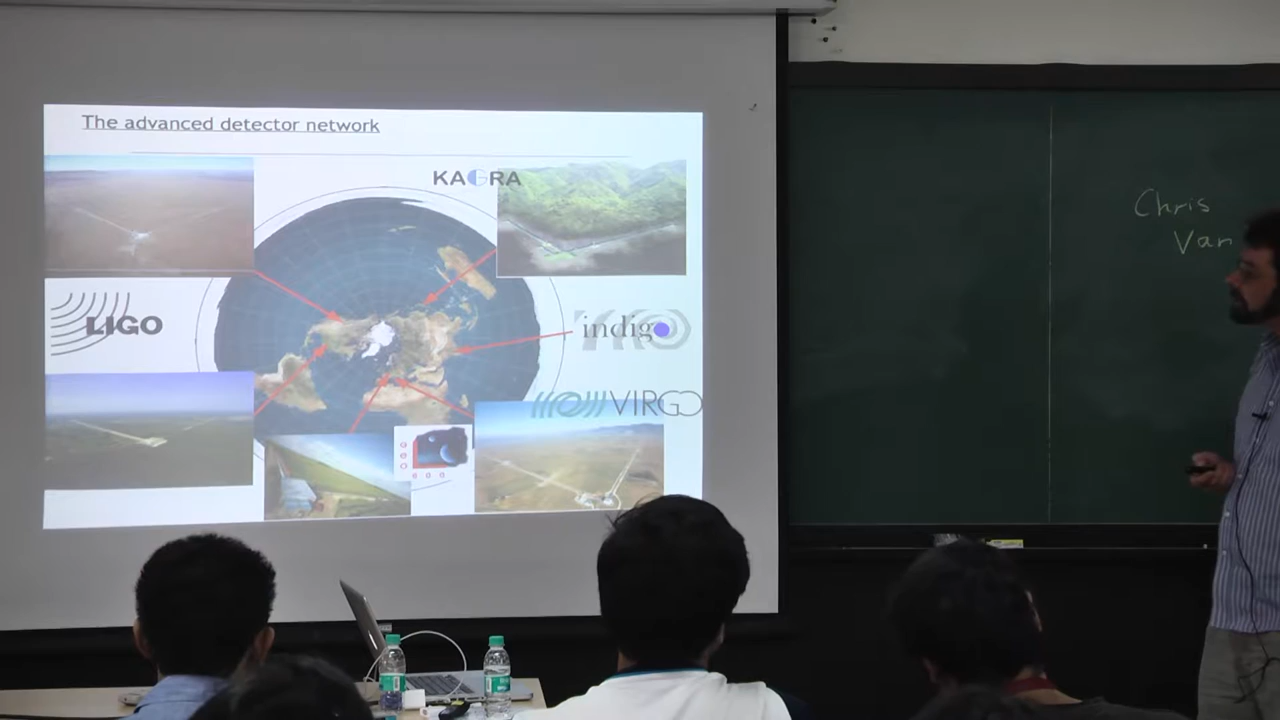 The advanced detector network
KAGRA
LIGO
indigo
VIRGO
Chris
Van